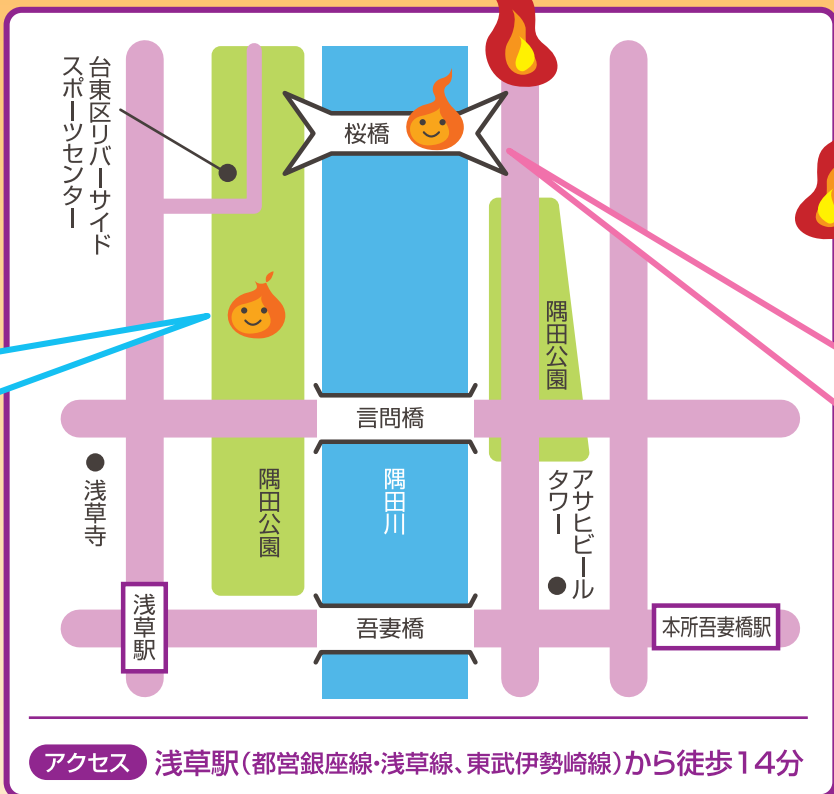 台東区リバーサイド
スポーツセンター
桜橋
隅田公園
言問橋
浅草寺
隅田公園
隅田川
アサヒビール
タワー
浅草駅
吾妻橋
本所吾妻橋駅
アクセス 浅草駅(都営銀座線・浅草線、東武伊勢崎線)から徒歩14分